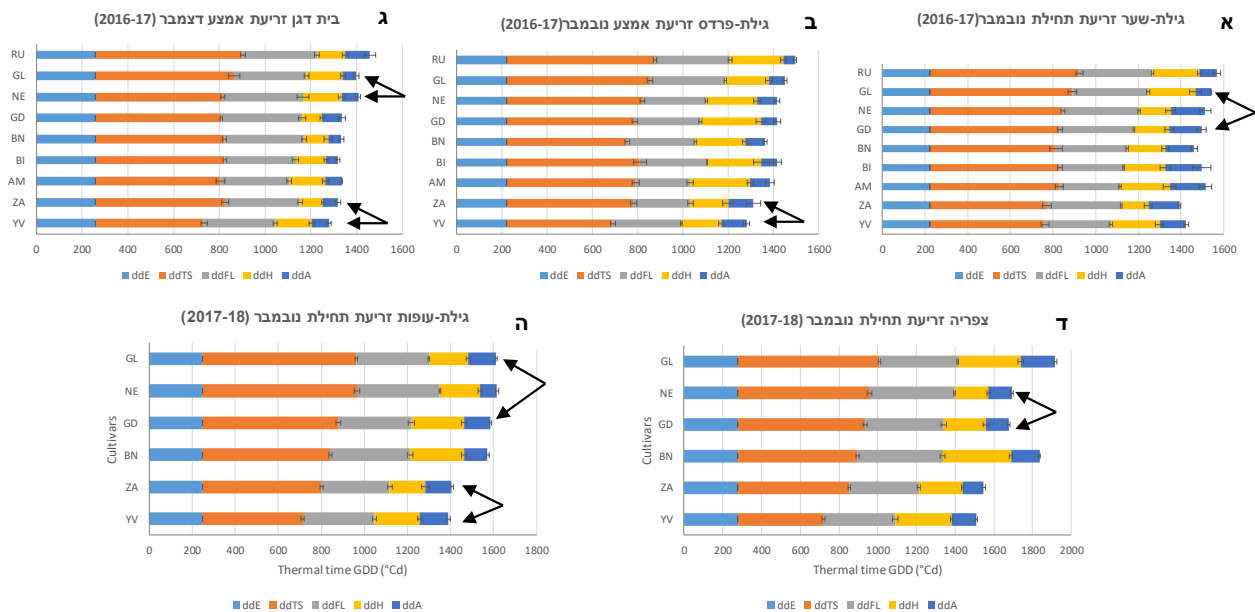 א
גילת-שער זריעת תחילת נובמבר (2016-17)
RU
GL
NE
GD
BN
BI
AM
ZA
YV
0 200 400 600 800 1000 1200 1400 1600
ddE ddTS ddFL ddH ddA
ב
גילת-פרדס זריעת אמצע נובמבר(2016-17)
RU
GL
NE
GD
BN
BI
AM
ZA
YV
0 200 400 600 800 1000 1200 1400 1600
ddE ddTS ddFL ddH ddA
ג
בית דגן זריעת אמצע דצמבר (2016-17)
RU
GL
NE
GD
BN
BI
AM
ZA
YV
0 200 400 600 800 1000 1200 1400 1600
ddE ddTS ddFL ddH ddA
ד
צפריה זריעת תחילת נובמבר (2017-18)
Cultivars
GL
NE
GD
BN
ZA
YV
0 200 400 600 800 1000 1200 1400 1600 1800 2000
Thermal time GDD (°Cd)
ddE ddTS ddFL ddH ddA
ה
גילת-עופות זריעת תחילת נובמבר (2017-18)
Cultivars
GL
NE
GD
BN
ZA
YV
0 200 400 600 800 1000 1200 1400 1600 1800
Thermal time GDD (°Cd)
ddE ddTS ddFL ddH ddA